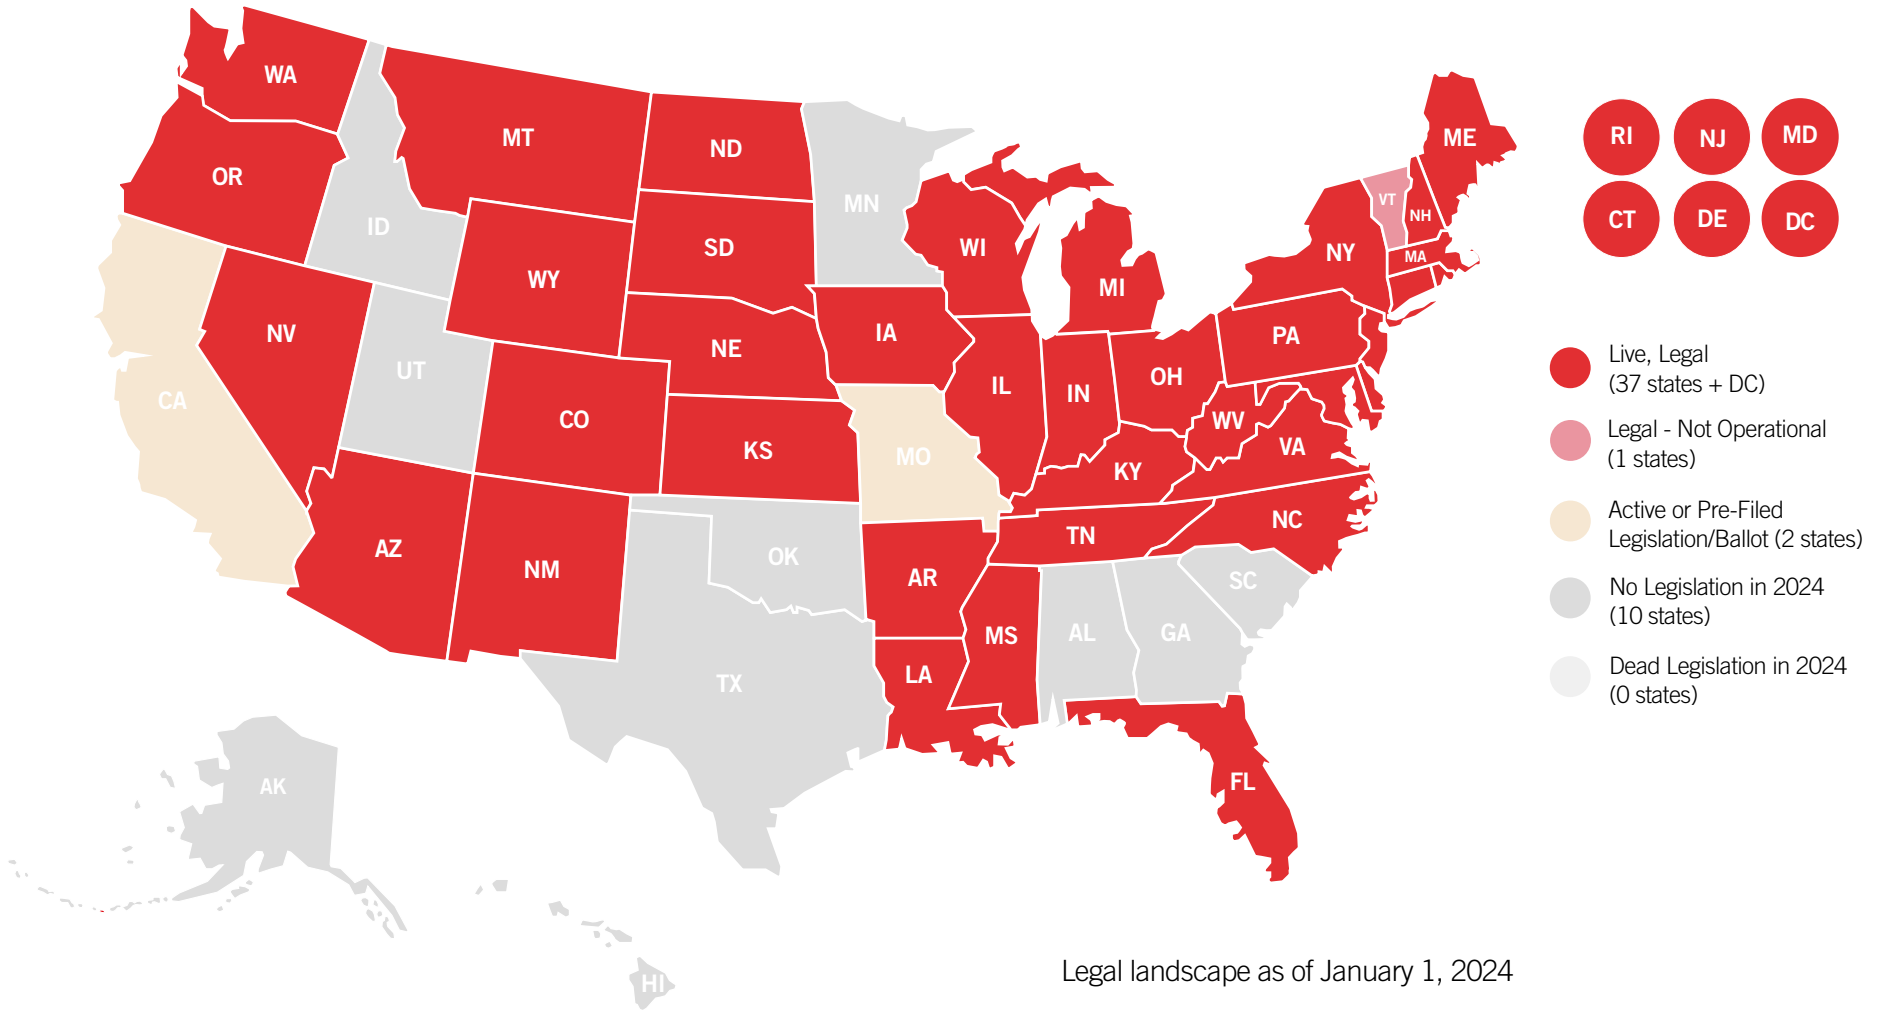 WA
MT
ND
MN
OR
ID
SD
WI
MI
NY
VT
NH
ME
MA
WY
NV
UT
CA
NE
IA
IL
IN
OH
PA
CO
KS
MO
WV
VA
KY
AZ
NM
OK
AR
TN
NC
SC
TX
LA
MS
AL
GA
FL
AK
HI
RI
NJ
MD
CT
DE
DC
Live, Legal
(37 states + DC)
Legal - Not Operational
(1 states)
Active or Pre-Filed
Legislation/Ballot (2 states)
No Legislation in 2024
(10 states)
Dead Legislation in 2024
(0 states)
Legal landscape as of January 1, 2024